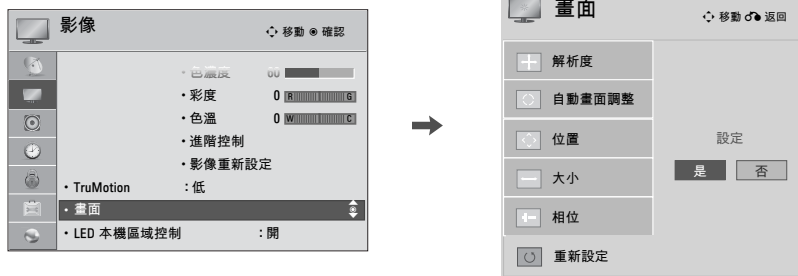 影像
移動 確認
• 色濃度 60
• 彩度 0 R G
• 色溫 0 W C
• 進階控制
• 影像重新設定
• TruMotion : 低
• 畫面
• LED 本機區域控制 : 開
畫面
移動 返回
解析度
自動畫面調整
位置
大小
相位
重新設定
設定
是 否